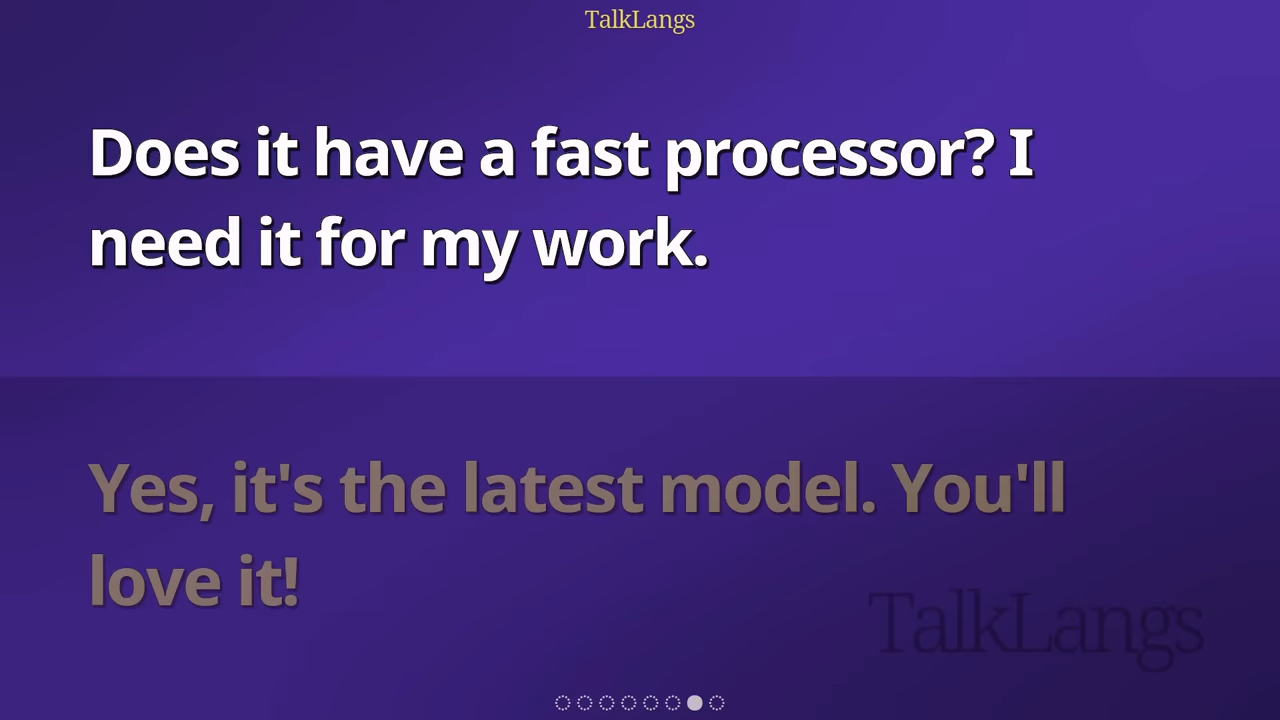 TalkLangs
Does it have a fast processor? I
need it for my work.
Yes, it's the latest model. You'll
love it!
TalkLangs